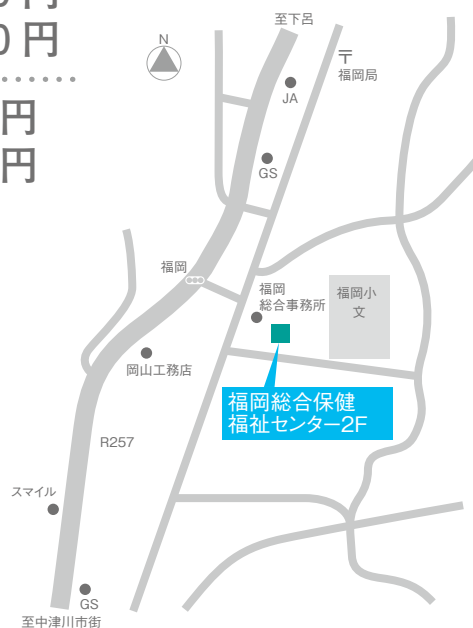 0円
0円
円
円
N
至下呂
〒
福岡局
JA
GS
福岡
福岡
総合事務所
福岡小
文
岡山工務店
福岡総合保健
福祉センター2F
R257
スマイル
GS
至中津川市街